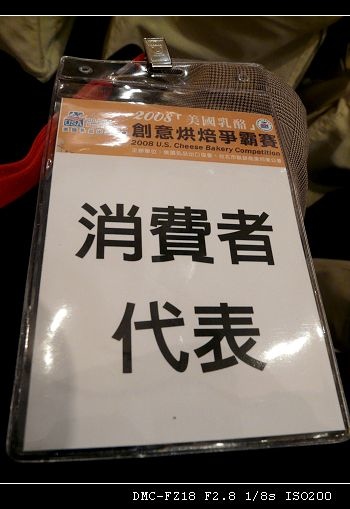 2008「美國乳酪」
創意烘焙爭霸賽
2008 U.S. Cheese Bakery Competition
USA
消費者
代表
DMC-FZ18 F2.8 1/8s ISO200